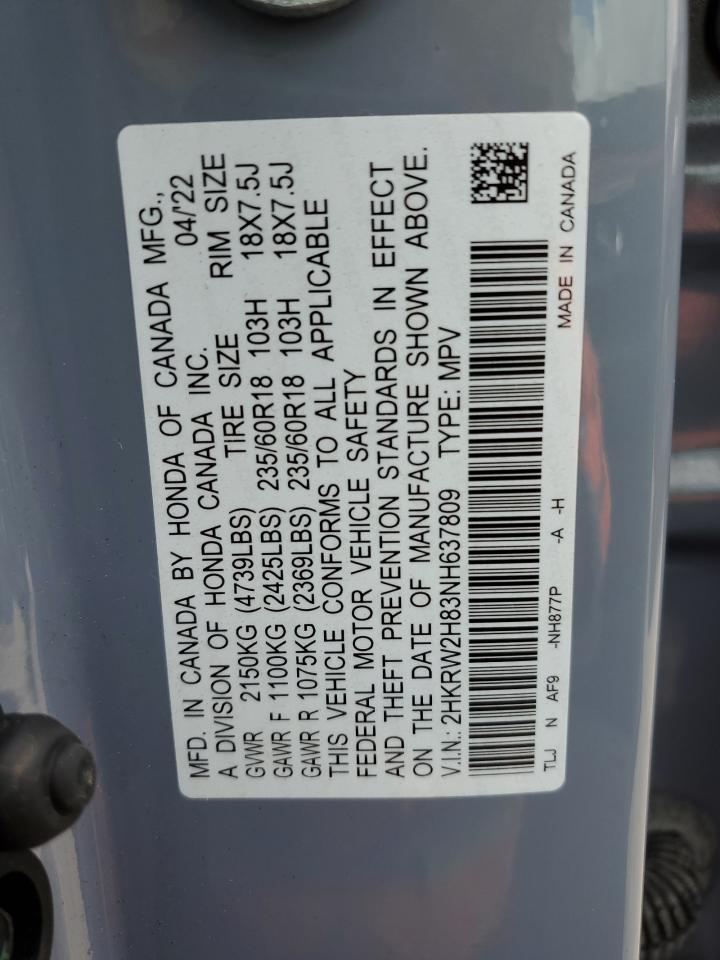 MFD. IN CANADA BY HONDA OF CANADA MFG.,
A DIVISION OF HONDA CANADA INC. 04/'22
GVWR 2150KG (4739LBS) TIRE SIZE RIM SIZE
GAWR F 1100KG (2425LBS) 235/60R18 103H 18X7.5J
GAWR R 1075KG (2369LBS) 235/60R18 103H 18X7.5J
THIS VEHICLE CONFORMS TO ALL APPLICABLE
FEDERAL MOTOR VEHICLE SAFETY
AND THEFT PREVENTION STANDARDS IN EFFECT
ON THE DATE OF MANUFACTURE SHOWN ABOVE.
V.I.N.: 2HKRW2H83NH637809 TYPE: MPV
TLJ N AF9 -NH877P -A -H MADE IN CANADA